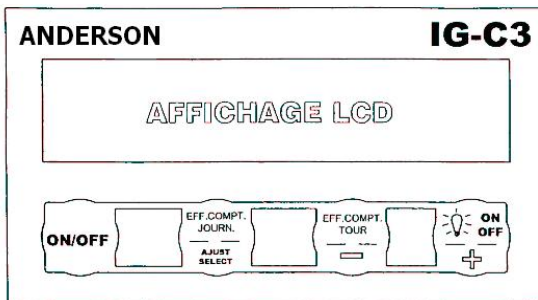 ANDERSON
IG-C3
AFFICHAGE LCD
ON/OFF
EFF.COMPT.
JOURN.
AJUST
SELECT
EFF.COMPT.
TOUR
ON
OFF